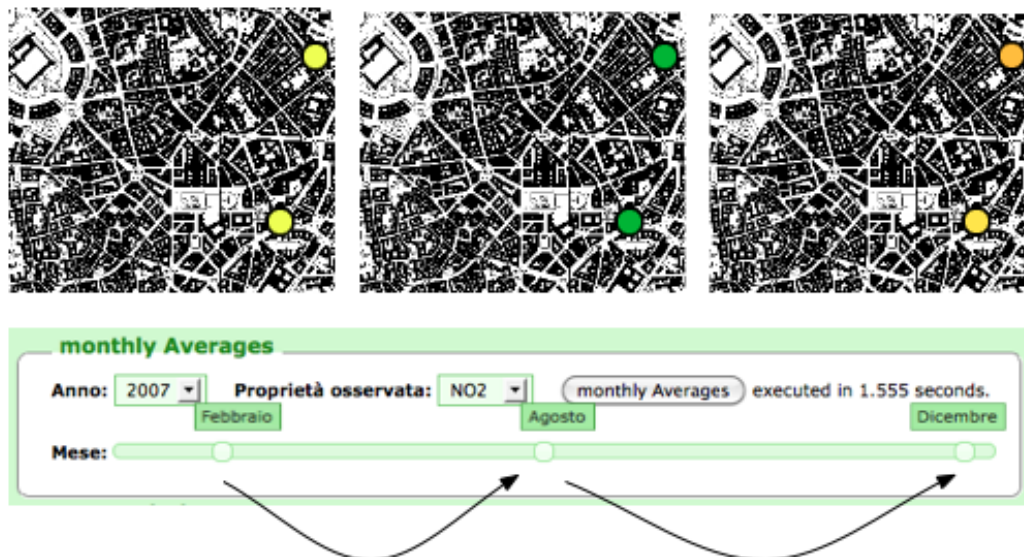 monthly Averages
Anno: 2007 Proprietà osservata: NO2 monthly Averages executed in 1.555 seconds.
Febbraio Agosto Dicembre
Mese: